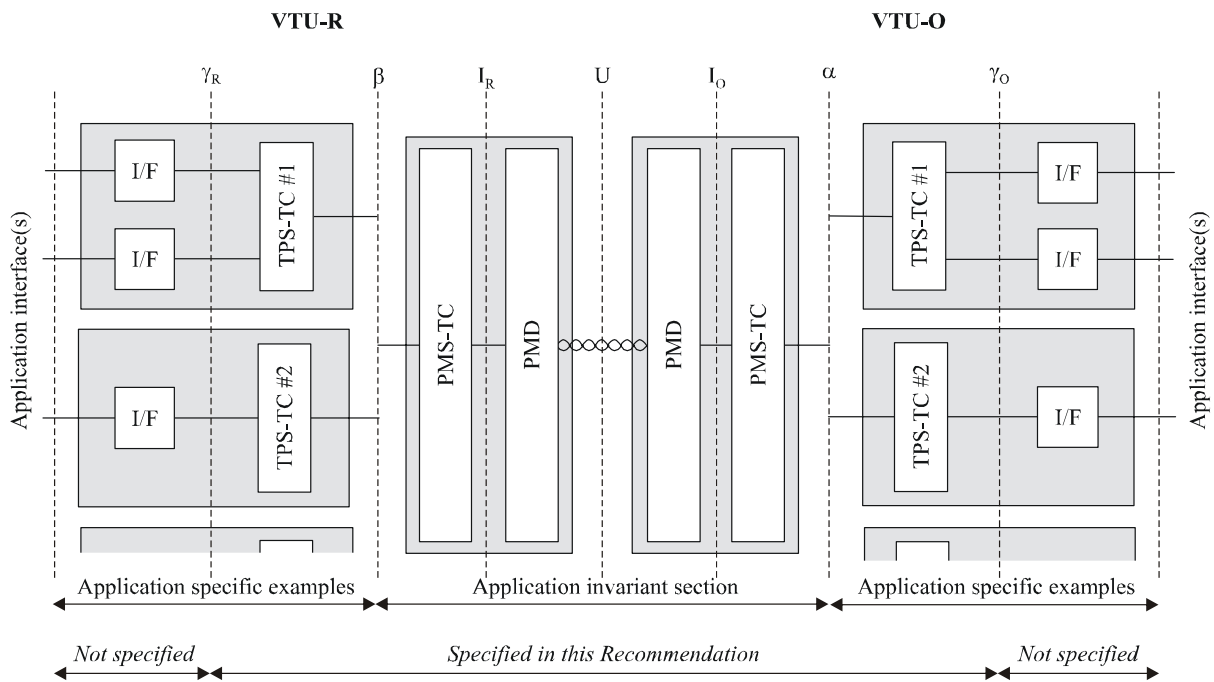 VTU-R
VTU-O
γR
β
IR
U
IO
α
γO
Application interface(s)
I/F
I/F
TPS-TC #1
I/F
TPS-TC #2
PMS-TC
PMD
PMD
PMS-TC
TPS-TC #1
I/F
I/F
TPS-TC #2
I/F
Application interface(s)
Application specific examples
Application invariant section
Application specific examples
Not specified
Specified in this Recommendation
Not specified